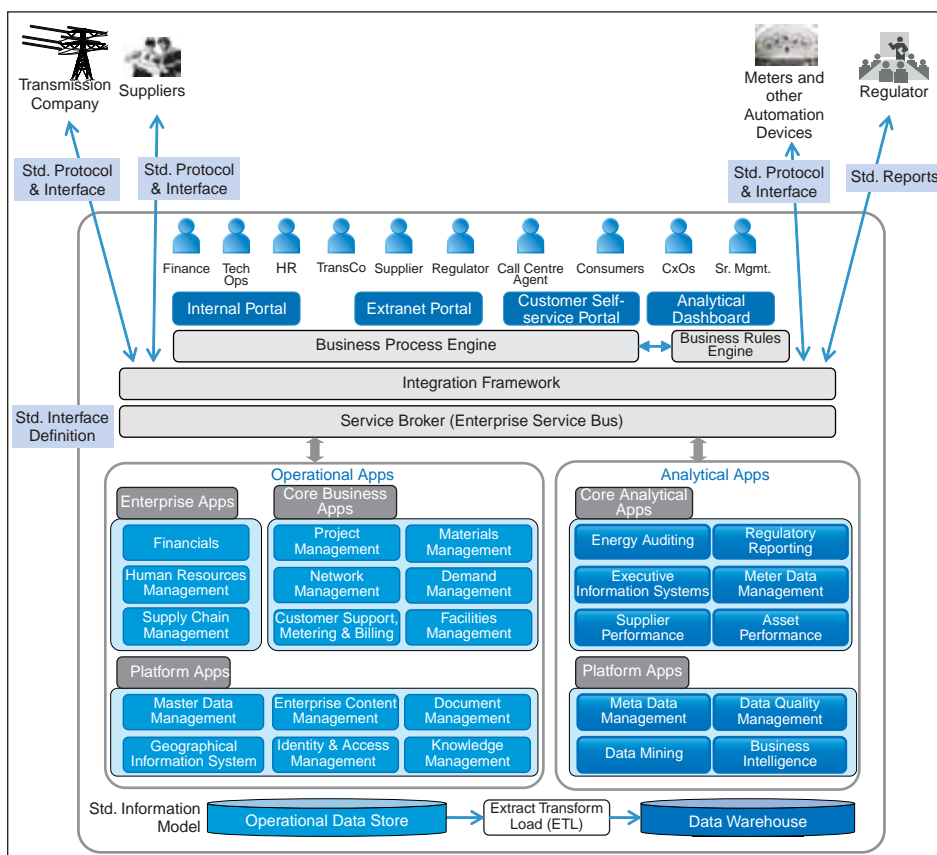 Transmission
Company
Suppliers
Meters and
other
Automation
Devices
Regulator
Std. Protocol
& Interface
Std. Protocol
& Interface
Std. Protocol
& Interface
Std. Reports
Finance
Tech
Ops
HR
TransCo
Supplier
Regulator
Call Centre
Agent
Consumers
CxOs
Sr. Mgmt.
Internal Portal
Extranet Portal
Customer Self-
service Portal
Analytical
Dashboard
Business Process Engine
Business Rules
Engine
Integration Framework
Std. Interface
Definition
Service Broker (Enterprise Service Bus)
Operational Apps
Enterprise Apps
Financials
Human Resources
Management
Supply Chain
Management
Core Business
Apps
Project
Management
Materials
Management
Network
Management
Demand
Management
Customer Support,
Metering & Billing
Facilities
Management
Platform Apps
Master Data
Management
Enterprise Content
Management
Document
Management
Geographical
Information System
Identity & Access
Management
Knowledge
Management
Analytical Apps
Core Analytical
Apps
Energy Auditing
Regulatory
Reporting
Executive
Information Systems
Meter Data
Management
Supplier
Performance
Asset
Performance
Platform Apps
Meta Data
Management
Data Quality
Management
Data Mining
Business
Intelligence
Std. Information
Model
Operational Data Store
Extract Transform
Load (ETL)
Data Warehouse